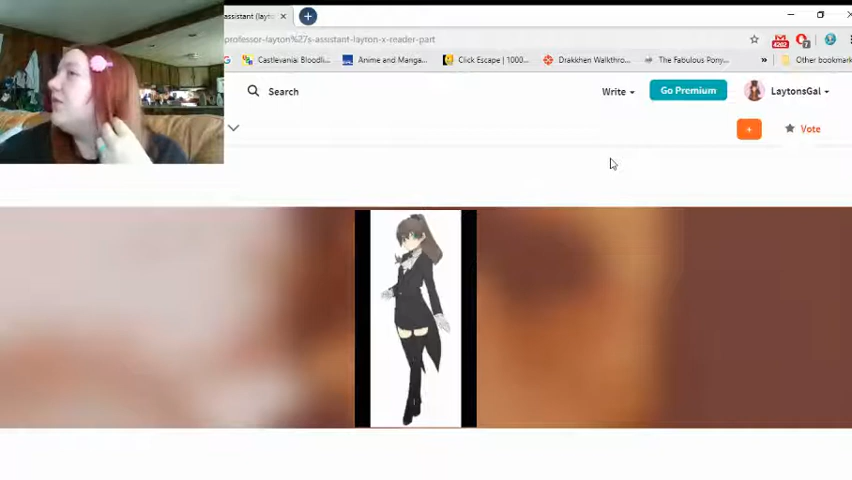 assistant (layto
professor-layton%27s-assistant-layton-x-reader-part
4262
7
Castlevania: Bloodli... Anime and Manga... Click Escape | 1000... Drakkhen Walkthro... The Fabulous Pony... » Other bookmark
Search Write Go Premium LaytonsGal
+ Vote